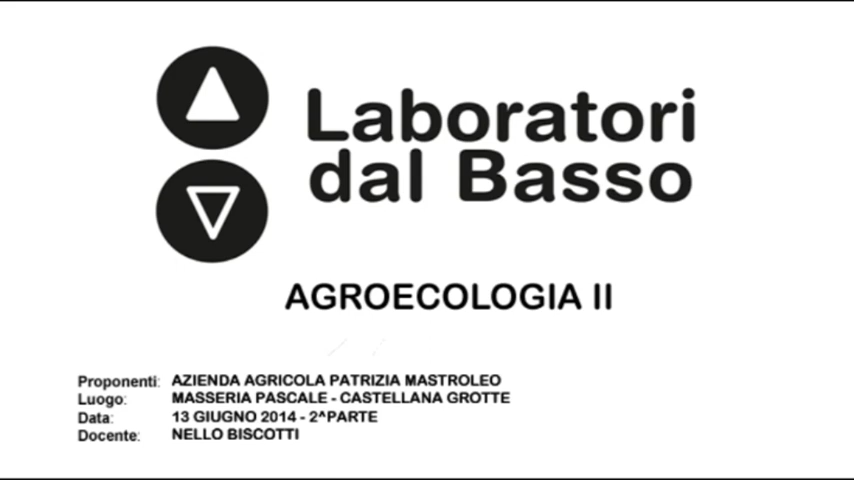 Laboratori
dal Basso
AGROECOLOGIA II
Proponenti: AZIENDA AGRICOLA PATRIZIA MASTROLEO
Luogo: MASSERIA PASCALE - CASTELLANA GROTTE
Data: 13 GIUGNO 2014 - 2^PARTE
Docente: NELLO BISCOTTI